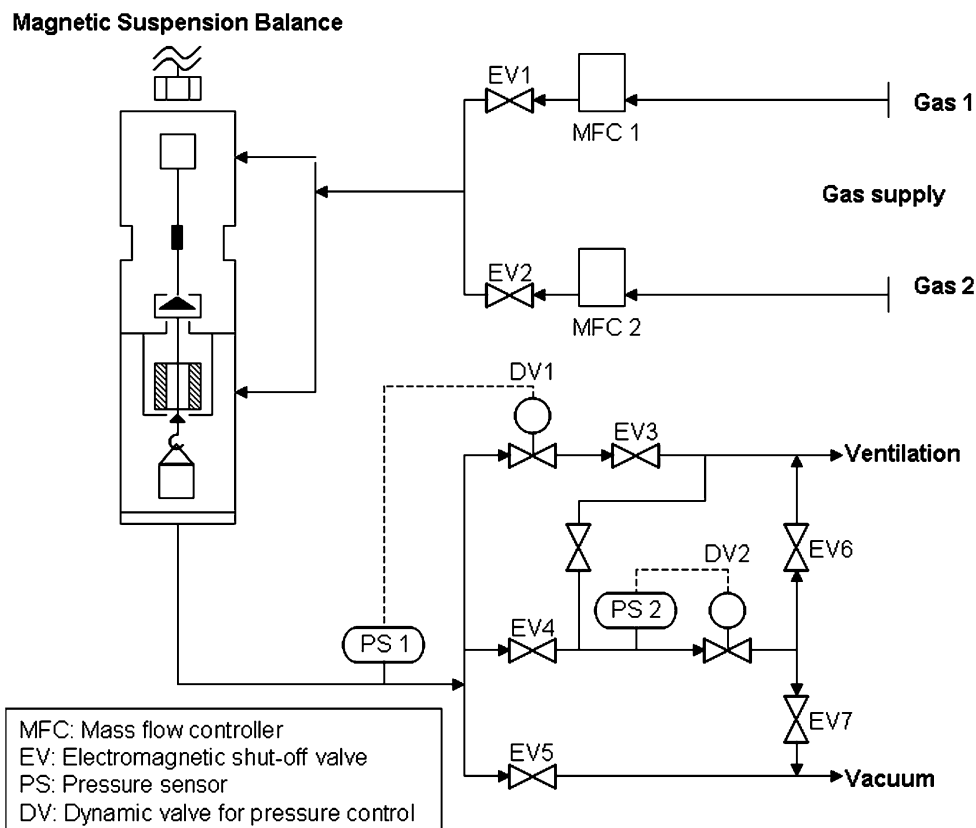 Magnetic Suspension Balance
EV1
MFC 1
Gas 1
Gas supply
EV2
MFC 2
Gas 2
DV1
EV3
Ventilation
DV2
EV6
PS 2
PS 1
EV4
EV7
EV5
Vacuum
MFC: Mass flow controller
EV: Electromagnetic shut-off valve
PS: Pressure sensor
DV: Dynamic valve for pressure control